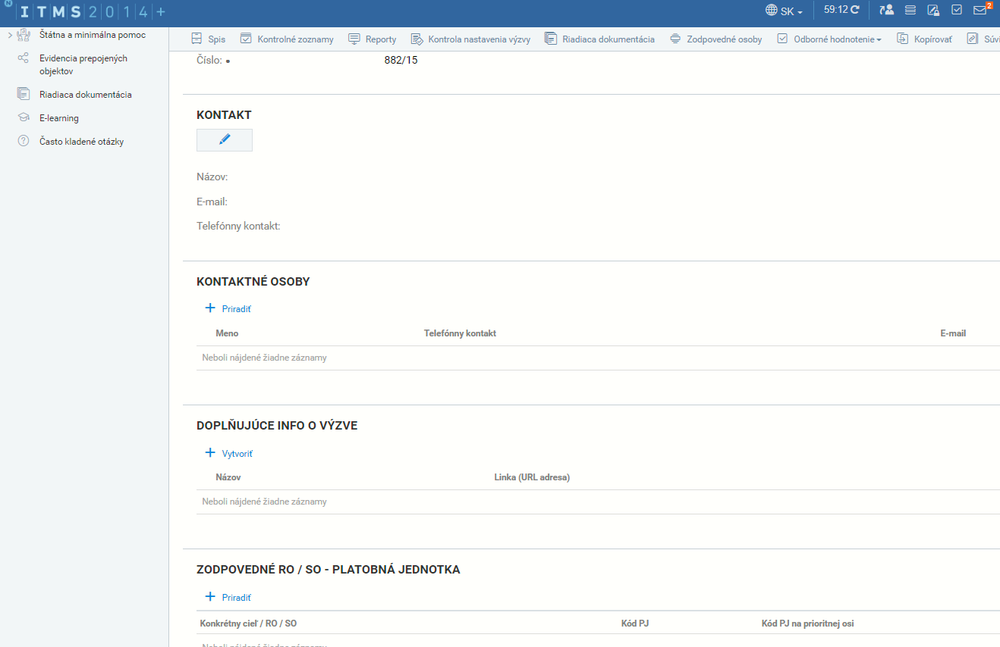 ITMS2014+
SK
59:12
2
Štátna a minimálna pomoc
Evidencia prepojených
objektov
Riadiaca dokumentácia
E-learning
Často kladené otázky
Spis
Kontrolné zoznamy
Reporty
Kontrola nastavenia výzvy
Riadiaca dokumentácia
Zodpovedné osoby
Odborné hodnotenie
Kopírovať
Číslo:
882/15
KONTAKT
Názov:
E-mail:
Telefónny kontakt:
KONTAKTNÉ OSOBY
Priradiť
Meno Telefónny kontakt E-mail
Neboli nájdené žiadne záznamy
DOPLŇUJÚCE INFO O VÝZVE
Vytvoriť
Názov Linka (URL adresa)
Neboli nájdené žiadne záznamy
ZODPOVEDNÉ RO / SO - PLATOBNÁ JEDNOTKA
Priradiť
Konkrétny cieľ / RO / SO Kód PJ Kód PJ na prioritnej osi